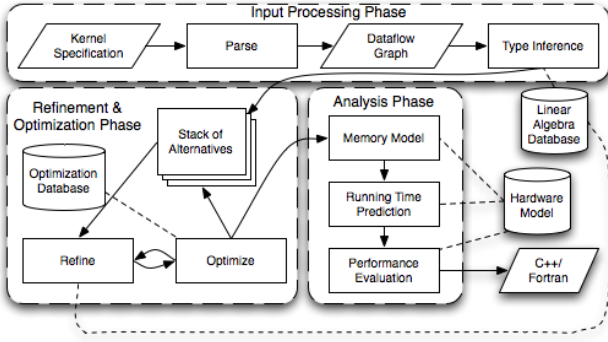 Input Processing Phase
Kernel
Specification
Parse
Dataflow
Graph
Type Inference
Refinement &
Optimization Phase
Stack of
Alternatives
Optimization
Database
Refine
Optimize
Analysis Phase
Memory Model
Running Time
Prediction
Performance
Evaluation
Linear
Algebra
Database
Hardware
Model
C++/
Fortran